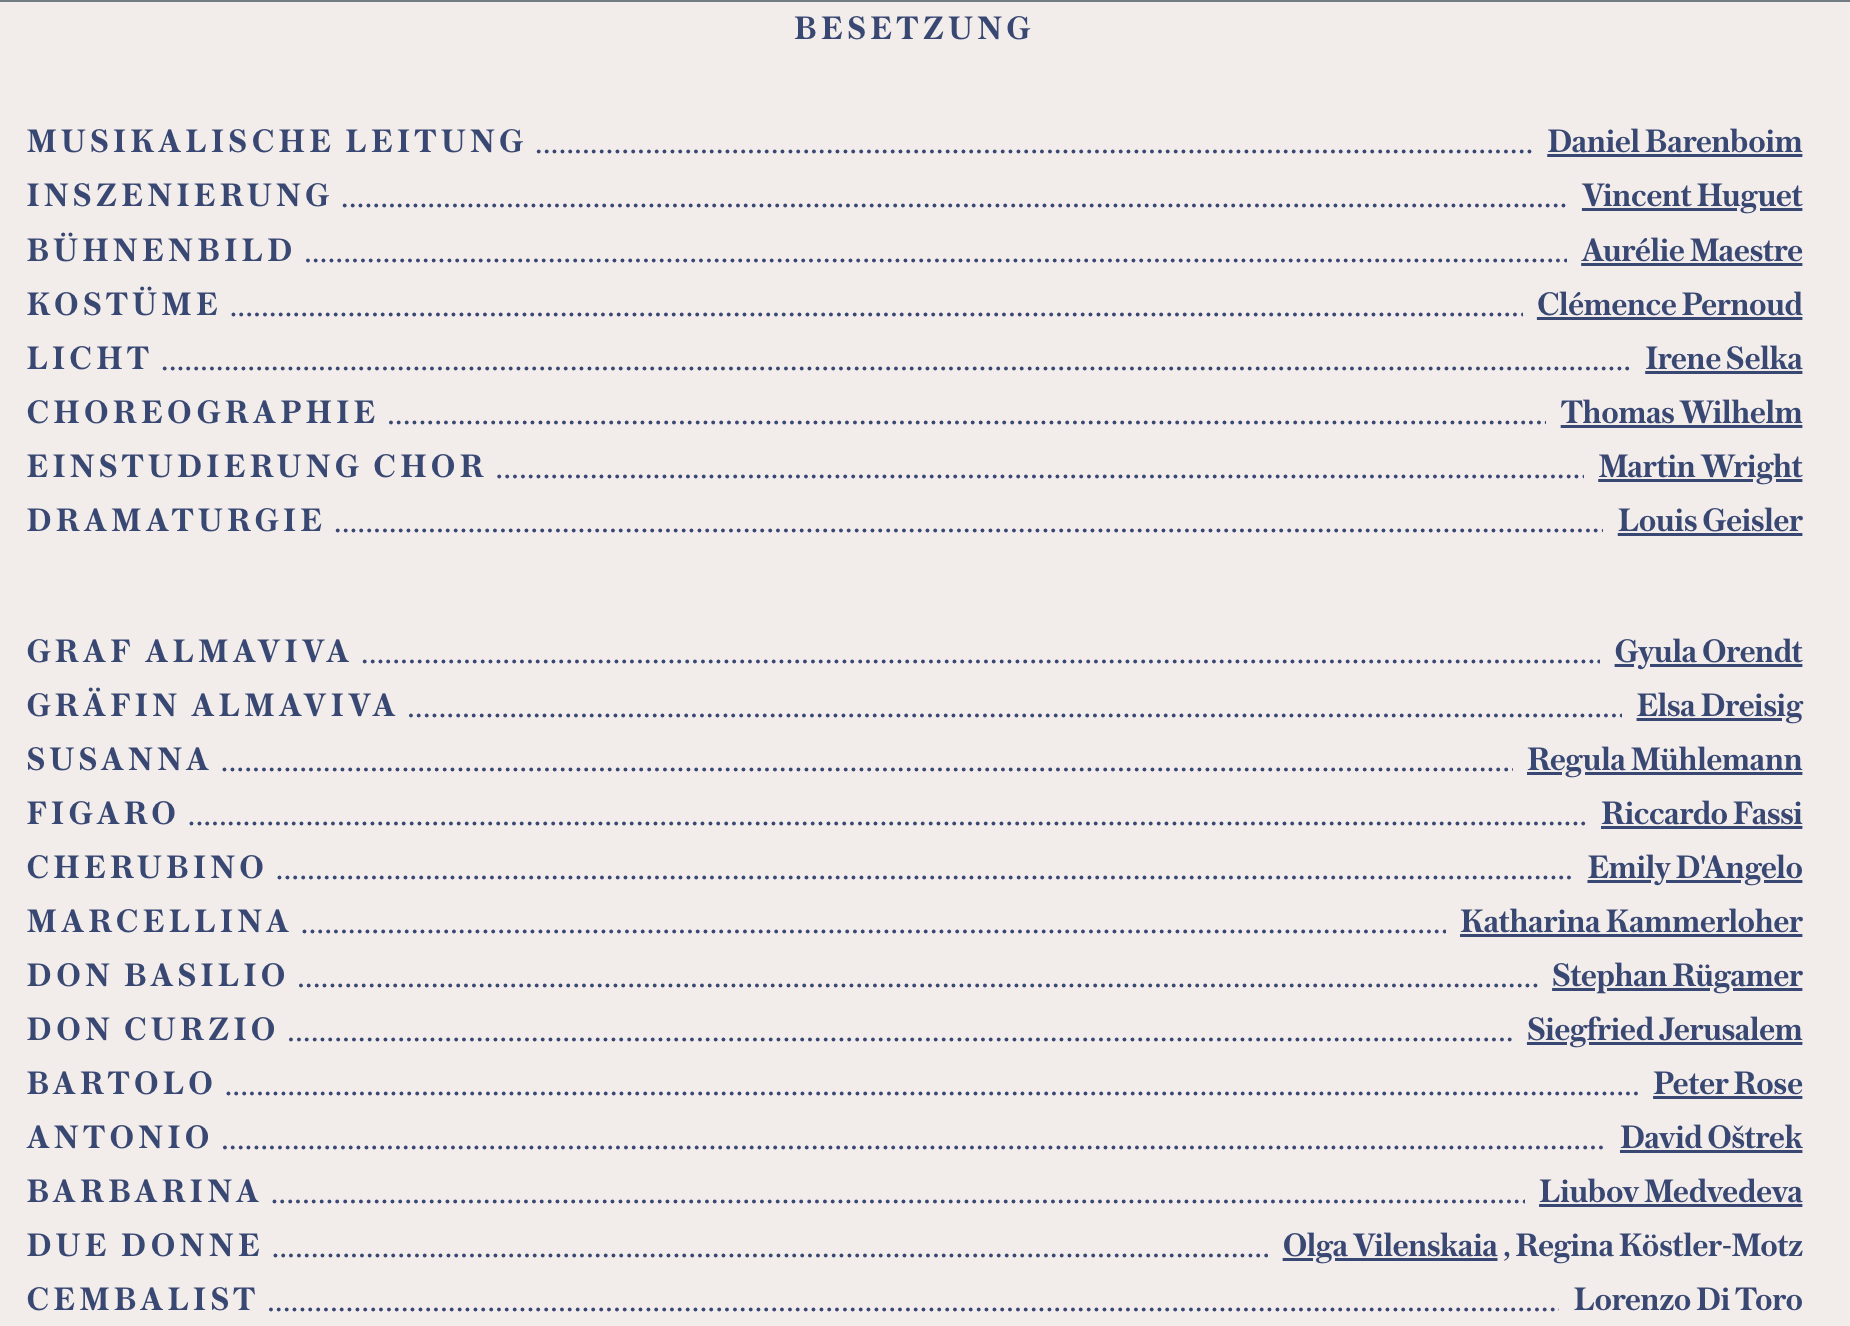 BESETZUNG
MUSIKALISCHE LEITUNG Daniel Barenboim
INSZENIERUNG Vincent Huguet
BÜHNENBILD Aurélie Maestre
KOSTÜME Clémence Pernoud
LICHT Irene Selka
CHOREOGRAPHIE Thomas Wilhelm
EINSTUDIERUNG CHOR Martin Wright
DRAMATURGIE Louis Geisler
GRAF ALMAVIVA Gyula Orendt
GRÄFIN ALMAVIVA Elsa Dreisig
SUSANNA Regula Mühlemann
FIGARO Riccardo Fassi
CHERUBINO Emily D'Angelo
MARCELLINA Katharina Kammerloher
DON BASILIO Stephan Rügamer
DON CURZIO Siegfried Jerusalem
BARTOLO Peter Rose
ANTONIO David Oštrek
BARBARINA Liubov Medvedeva
DUE DONNE Olga Vilenskaia , Regina Köstler-Motz
CEMBALIST Lorenzo Di Toro